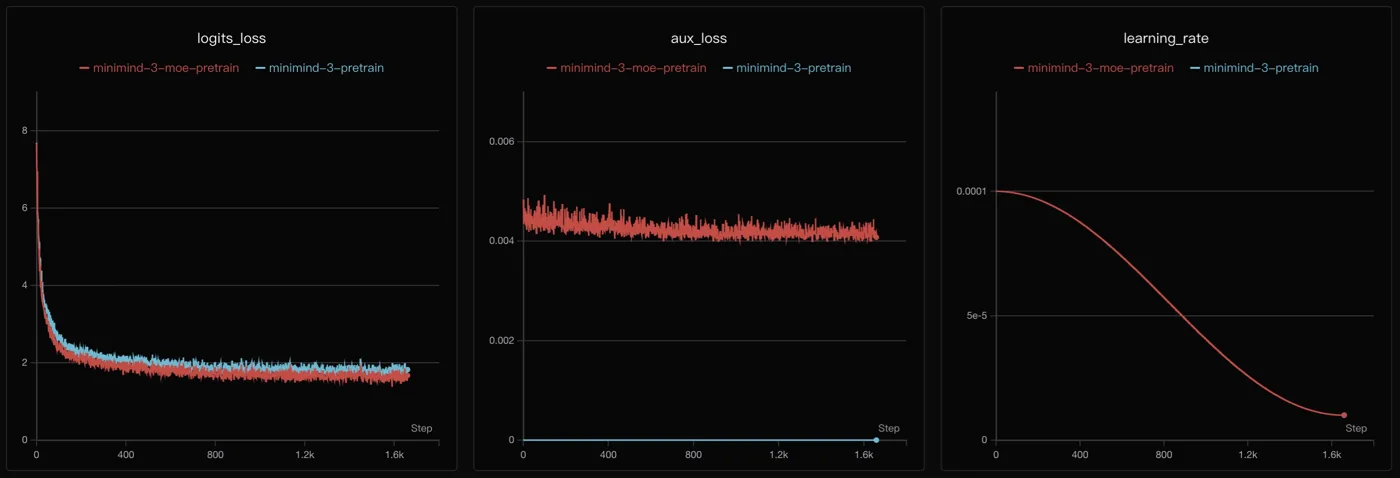 logits_loss
minimind-3-moe-pretrain minimind-3-pretrain
8
6
4
2
0
Step
0 400 800 1.2k 1.6k
aux_loss
minimind-3-moe-pretrain minimind-3-pretrain
0.006
0.004
0.002
0
Step
0 400 800 1.2k 1.6k
learning_rate
minimind-3-moe-pretrain minimind-3-pretrain
0.0001
5e-5
0
Step
0 400 800 1.2k 1.6k